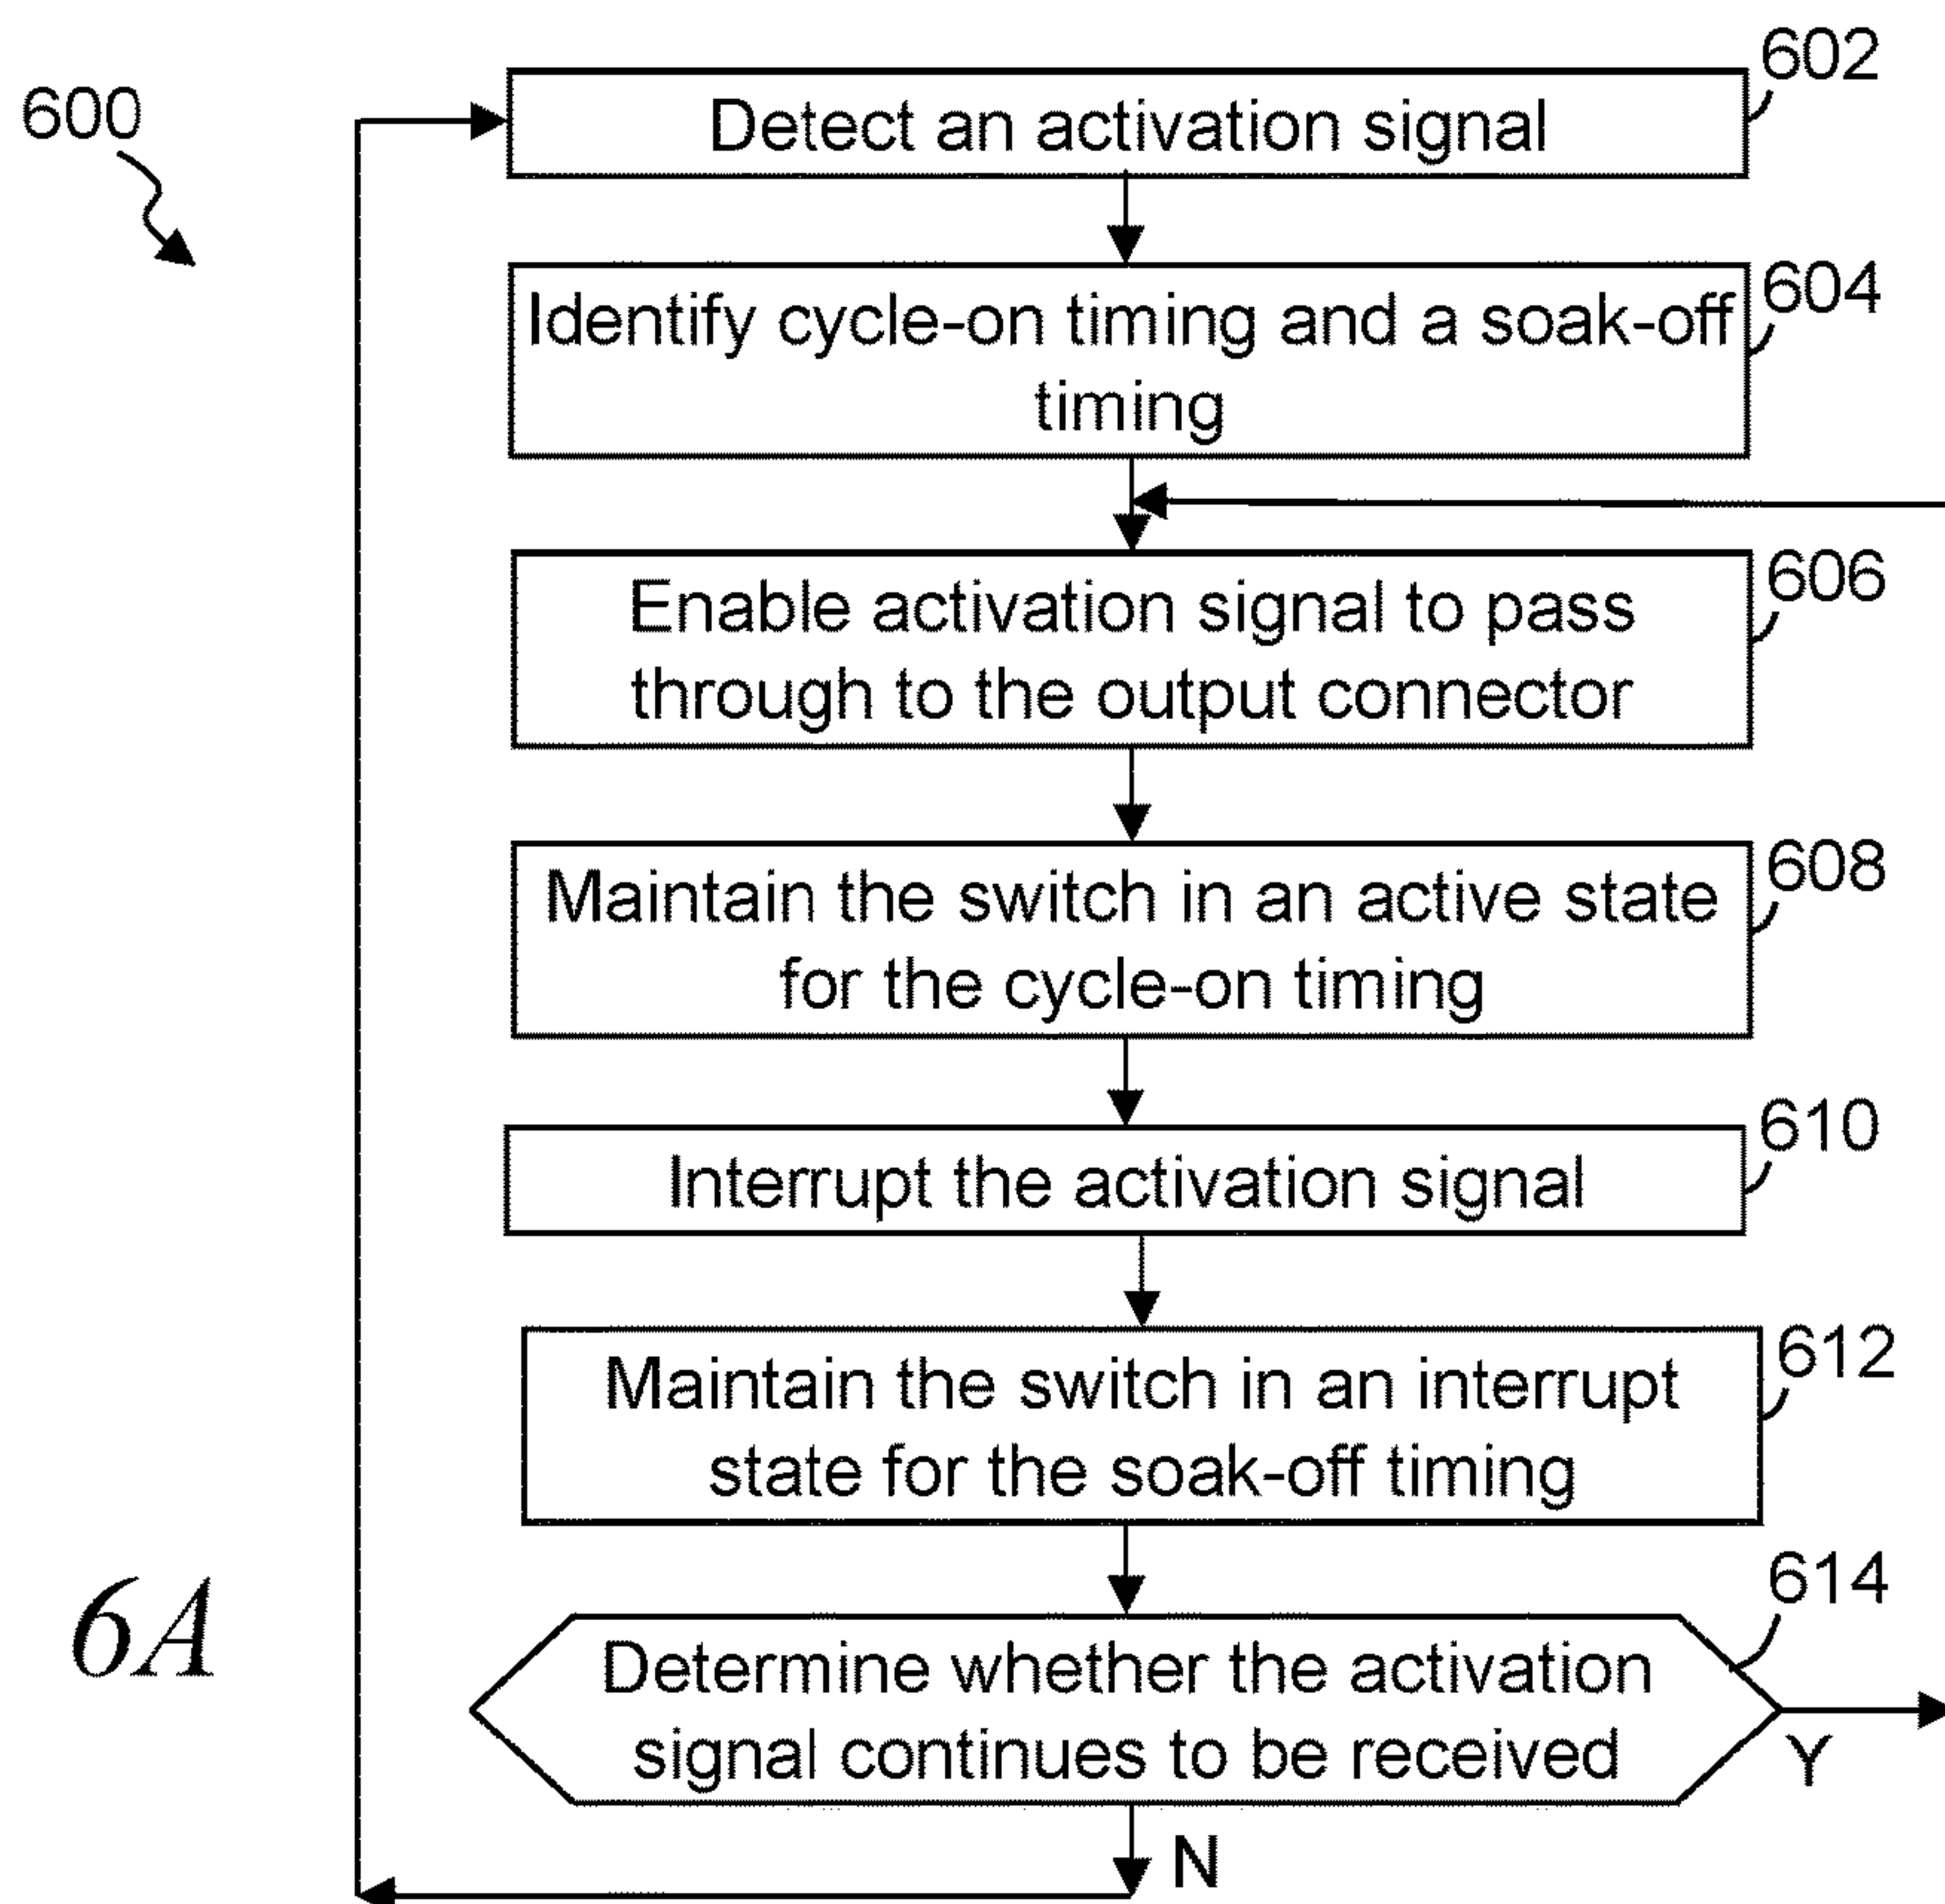 600
602
Detect an activation signal
604
Identify cycle-on timing and a soak-off
timing
606
Enable activation signal to pass
through to the output connector
608
Maintain the switch in an active state
for the cycle-on timing
610
Interrupt the activation signal
612
Maintain the switch in an interrupt
state for the soak-off timing
614
Determine whether the activation
signal continues to be received
Y
N
6A